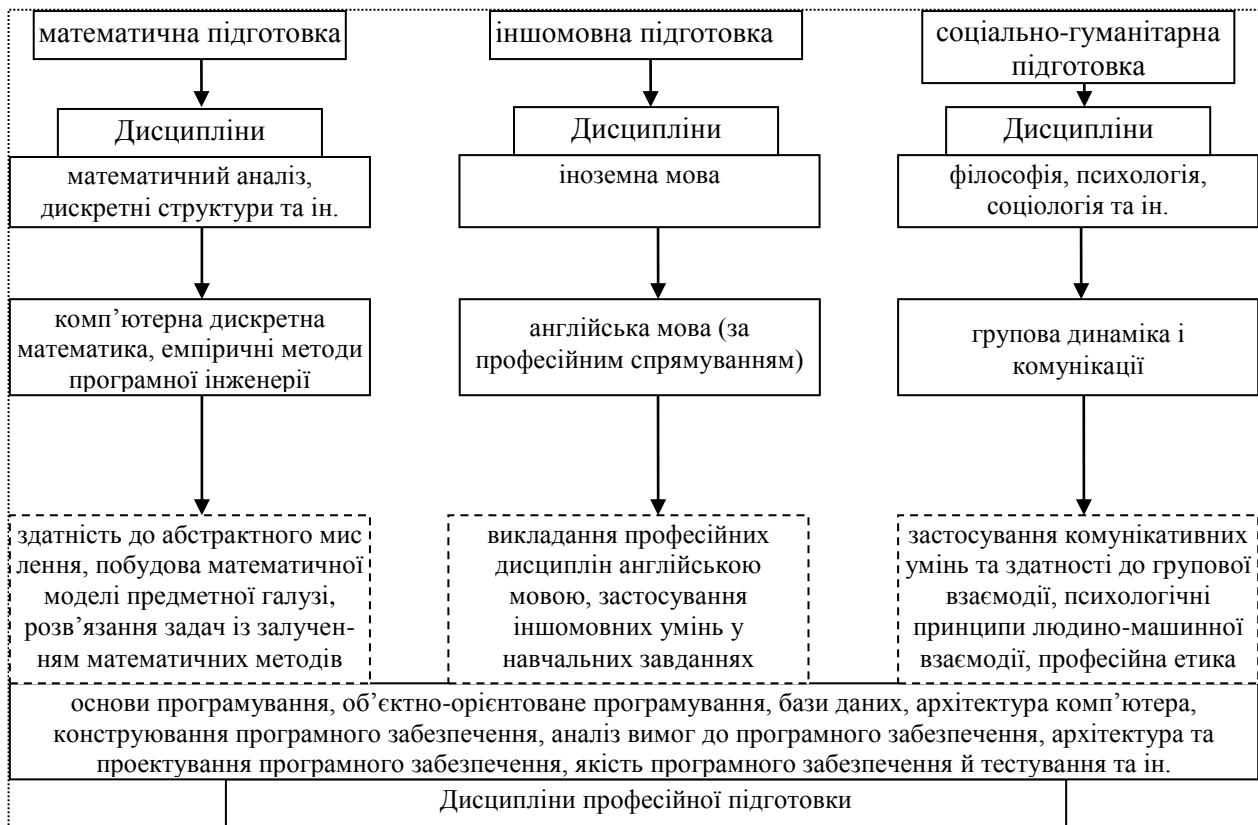 математична підготовка
Дисципліни
математичний аналіз,
дискретні структури та ін.
комп’ютерна дискретна
математика, емпіричні методи
програмної інженерії
здатність до абстрактного мис
лення, побудова математичної
моделі предметної галузі,
розв’язання задач із залучен-
ням математичних методів
іншомовна підготовка
Дисципліни
іноземна мова
англійська мова (за
професійним спрямуванням)
викладання професійних
дисциплін англійською
мовою, застосування
іншомовних умінь у
навчальних завданнях
соціально-гуманітарна
підготовка
Дисципліни
філософія, психологія,
соціологія та ін.
групова динаміка і
комунікації
застосування комунікативних
умінь та здатності до групової
взаємодії, психологічні
принципи людино-машинної
взаємодії, професійна етика
основи програмування, об’єктно-орієнтоване програмування, бази даних, архітектура комп’ютера,
конструювання програмного забезпечення, аналіз вимог до програмного забезпечення, архітектура та
проектування програмного забезпечення, якість програмного забезпечення й тестування та ін.
Дисципліни професійної підготовки